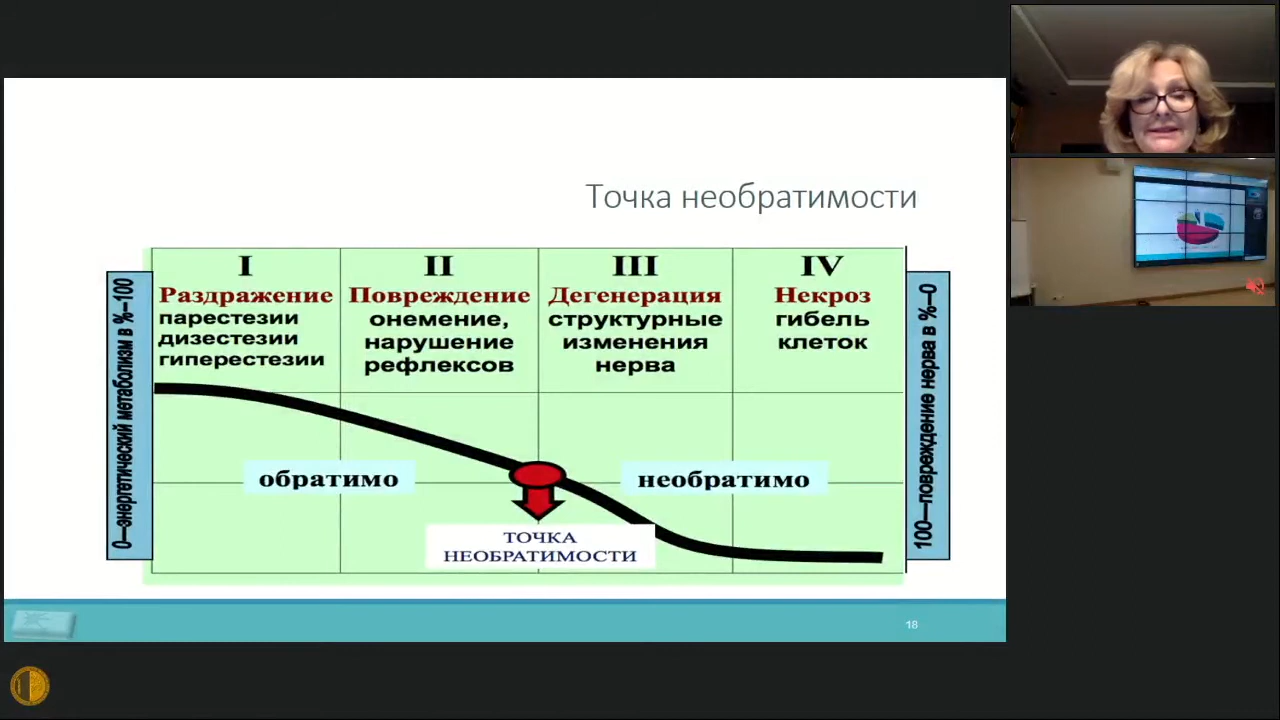 Точка необратимости
0—энергетический метаболизм в %—100
I
Раздражение
парестезии
дизестезии
гиперестезии
II
Повреждение
онемение,
нарушение
рефлексов
III
Дегенерация
структурные
изменения
нерва
IV
Некроз
гибель
клеток
100—повреждение нерва в %—0
обратимо
необратимо
ТОЧКА
НЕОБРАТИМОСТИ
18